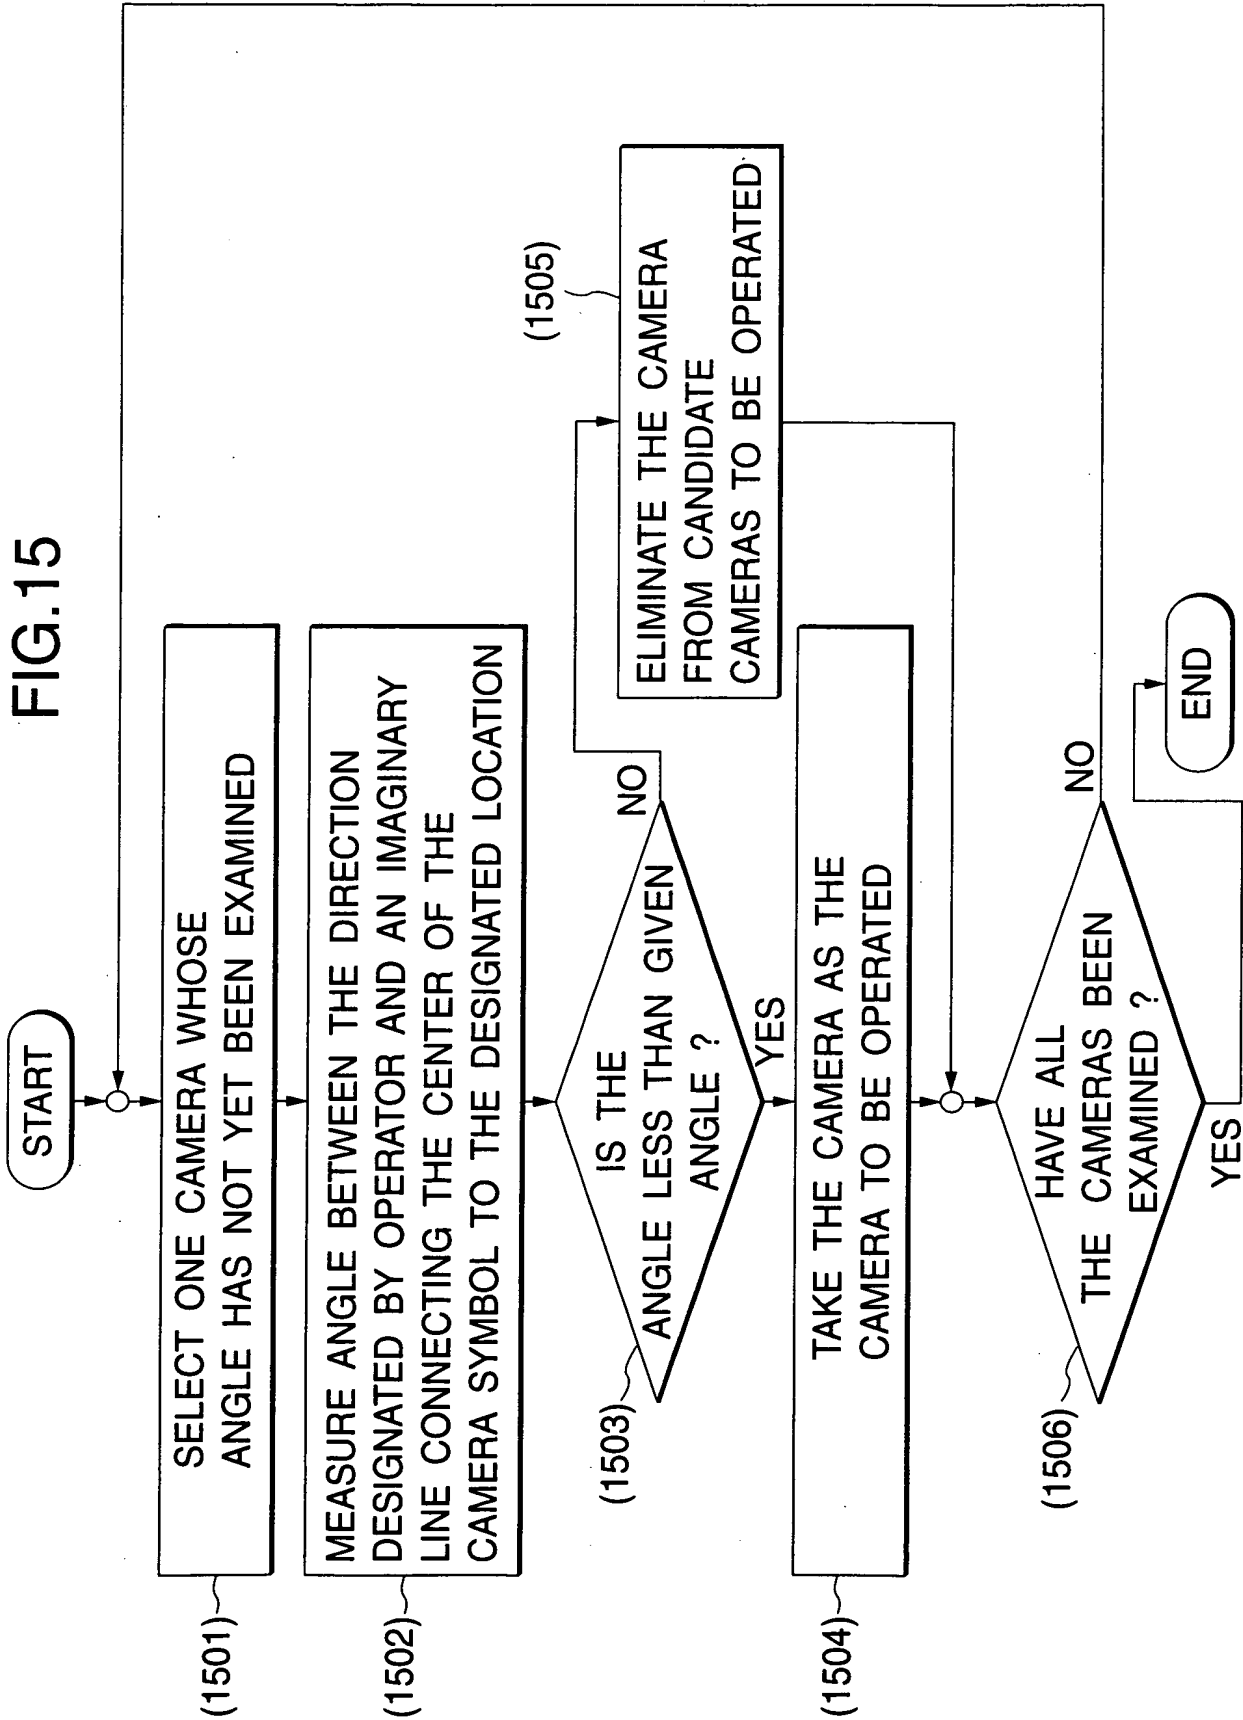 FIG.15
START
SELECT ONE CAMERA WHOSE
ANGLE HAS NOT YET BEEN EXAMINED
(1501)
MEASURE ANGLE BETWEEN THE DIRECTION
DESIGNATED BY OPERATOR AND AN IMAGINARY
LINE CONNECTING THE CENTER OF THE
CAMERA SYMBOL TO THE DESIGNATED LOCATION
(1502)
IS THE
ANGLE LESS THAN GIVEN
ANGLE ?
(1503)
NO
YES
(1505)
ELIMINATE THE CAMERA
FROM CANDIDATE
CAMERAS TO BE OPERATED
TAKE THE CAMERA AS THE
CAMERA TO BE OPERATED
(1504)
HAVE ALL
THE CAMERAS BEEN
EXAMINED ?
(1506)
NO
YES
END